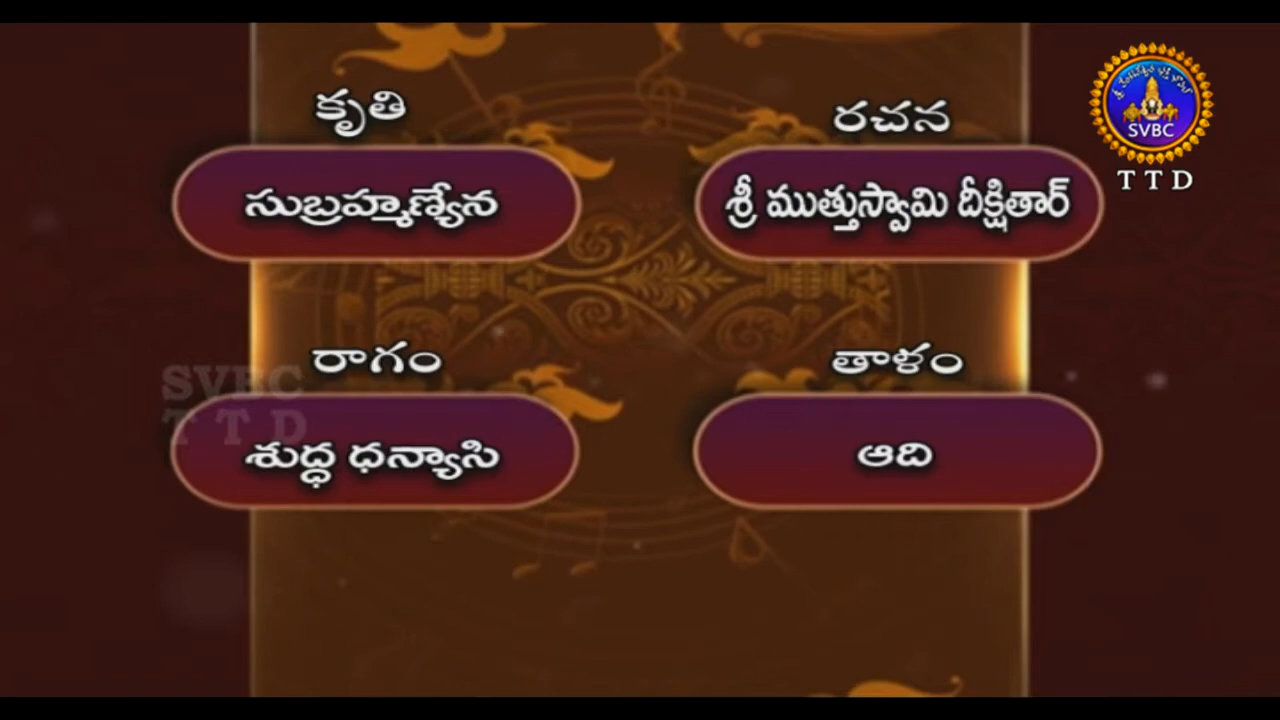 కృతి
రచన
సుబ్రహ్మణ్యేన
శ్రీ ముత్తుస్వామి దీక్షితార్
SVBC
TTD
రాగం
తాళం
SVBC
TTD
శుద్ధ ధన్యాసి
ఆది